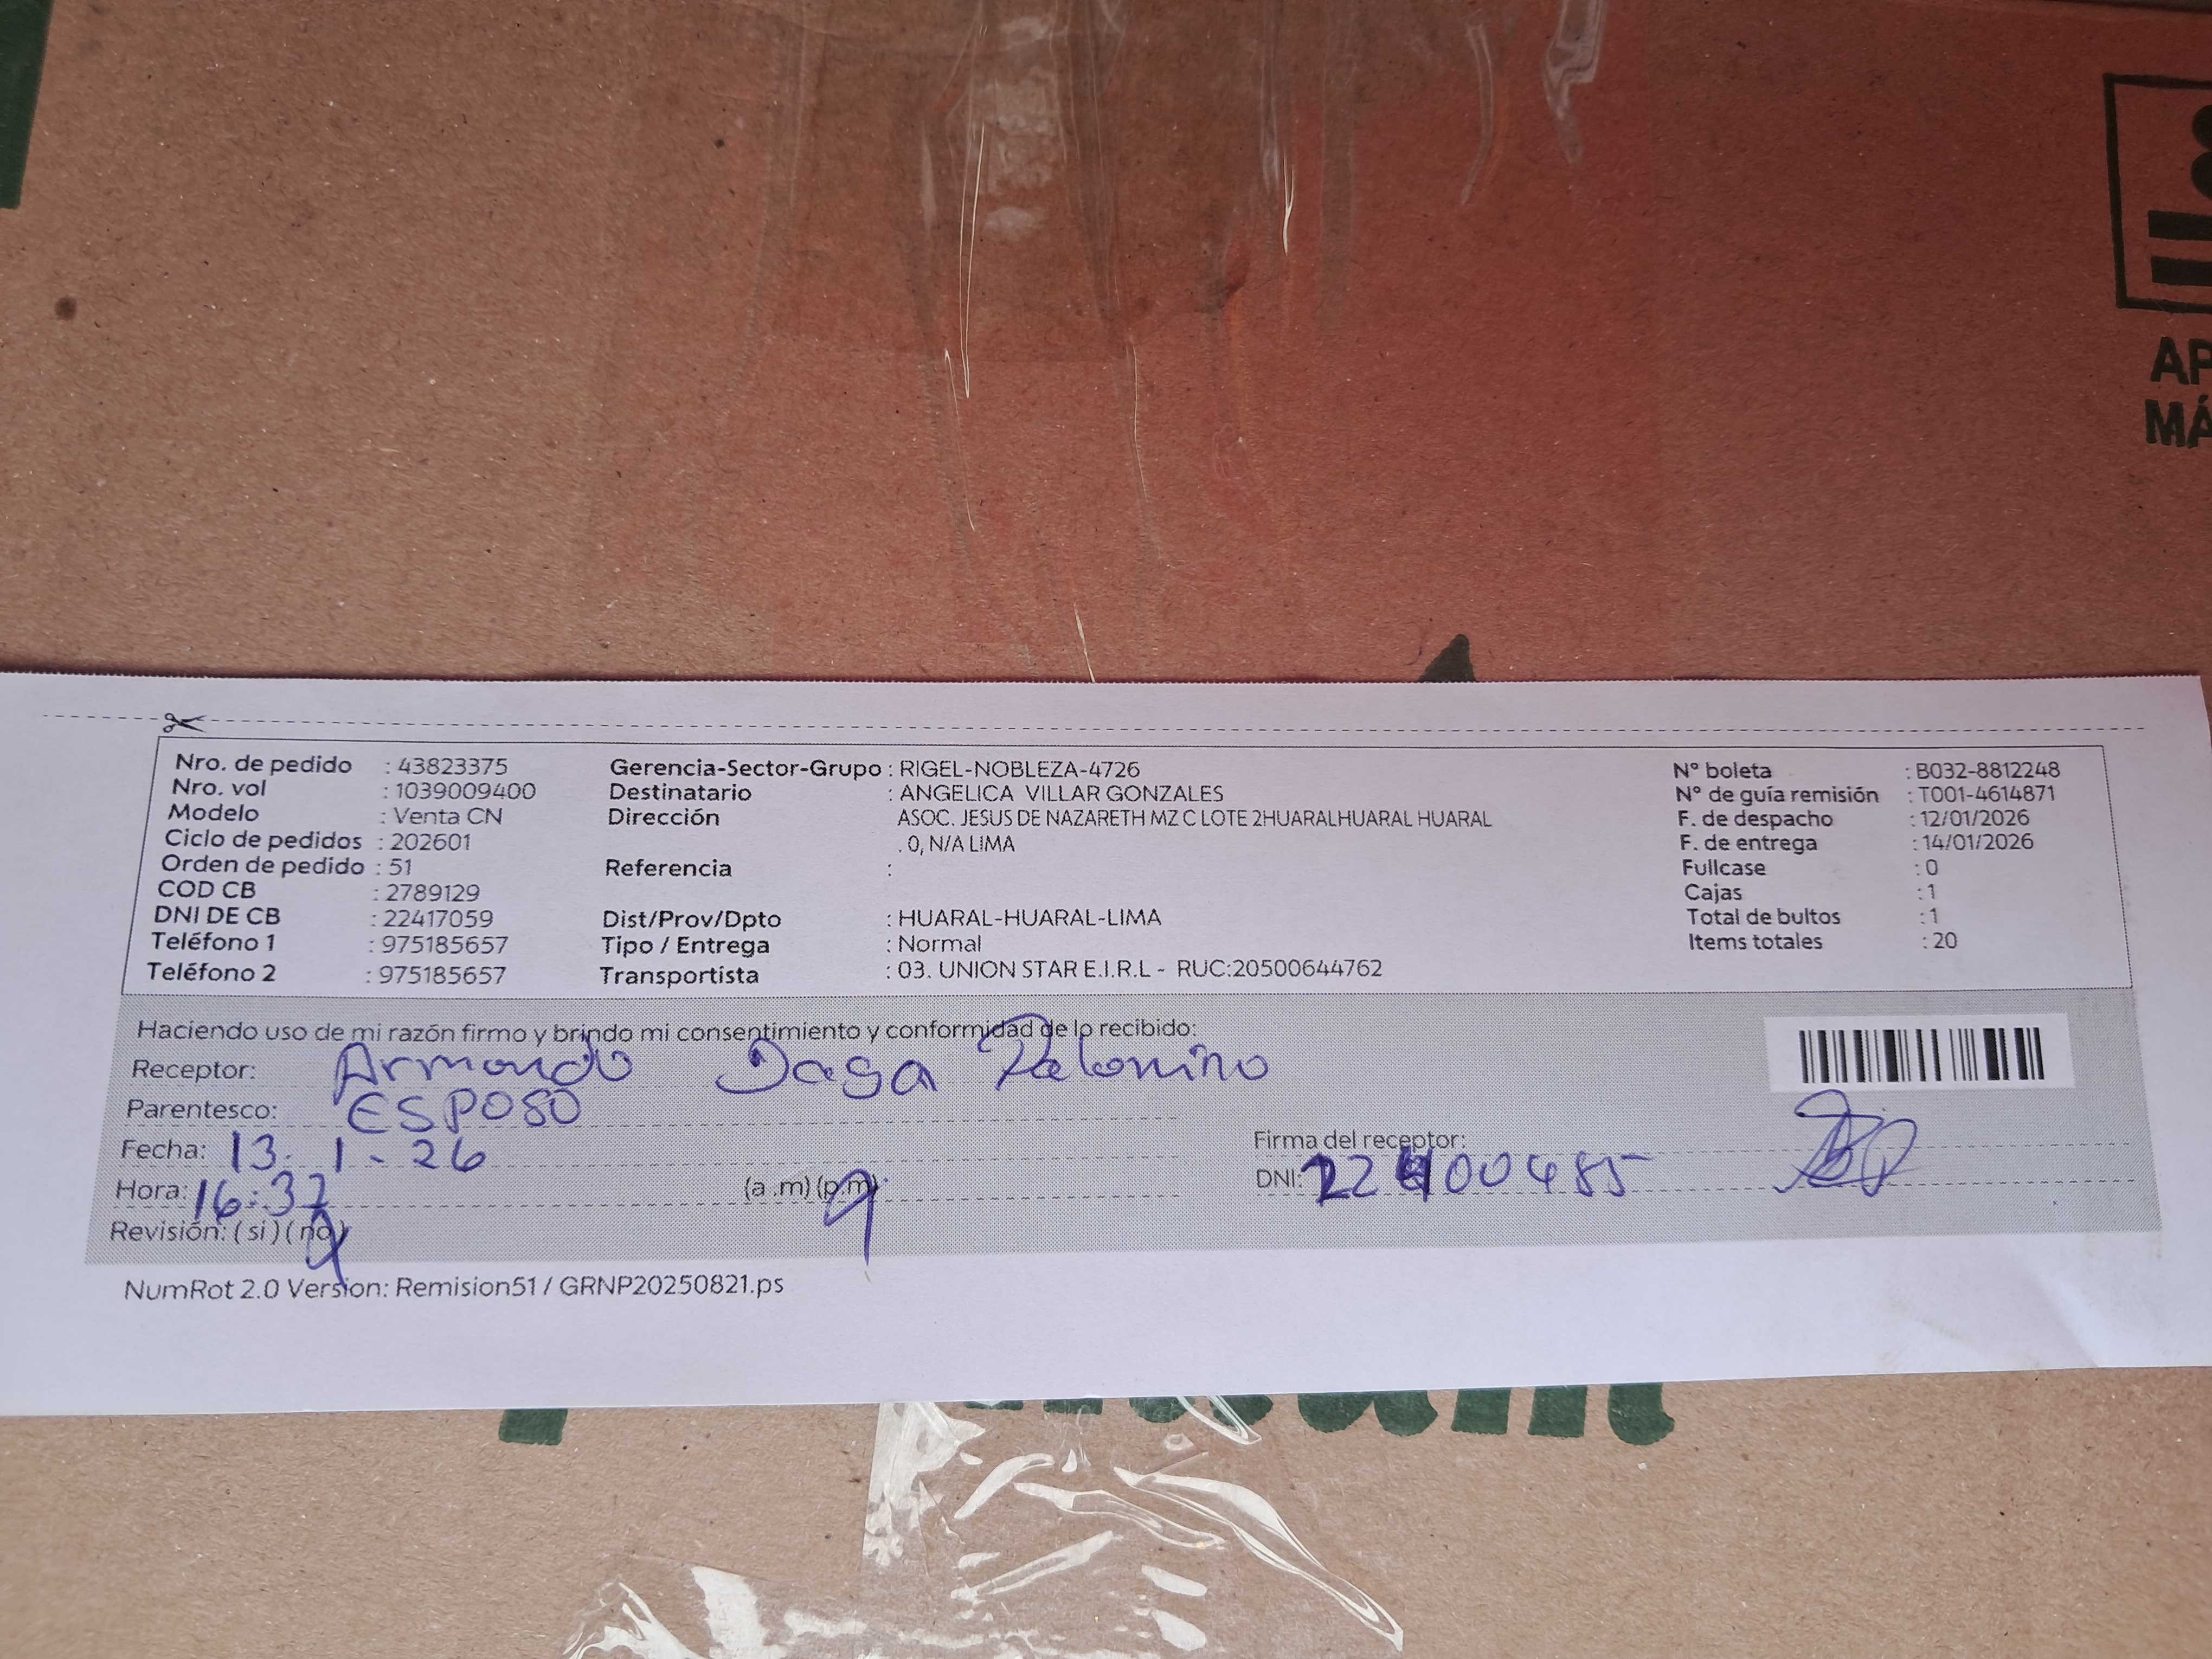 AP
MÁ
Nro. de pedido : 43823375
Nro. vol : 1039009400
Modelo : Venta CN
Ciclo de pedidos : 202601
Orden de pedido : 51
COD CB : 2789129
DNI DE CB : 22417059
Teléfono 1 : 975185657
Teléfono 2 : 975185657
Gerencia-Sector-Grupo : RIGEL-NOBLEZA-4726
Destinatario : ANGELICA VILLAR GONZALES
Dirección ASOC. JESUS DE NAZARETH MZ C LOTE 2HUARALHUARAL HUARAL
. 0, N/A LIMA
Referencia :
Dist/Prov/Dpto : HUARAL-HUARAL-LIMA
Tipo / Entrega : Normal
Transportista : 03. UNION STAR E.I.R.L - RUC:20500644762
N° boleta : B032-8812248
N° de guía remisión : T001-4614871
F. de despacho : 12/01/2026
F. de entrega : 14/01/2026
Fullcase : 0
Cajas : 1
Total de bultos : 1
Items totales : 20
Haciendo uso de mi razón firmo y brindo mi consentimiento y conformidad de lo recibido:
Receptor: Armando Daga Palomino
Parentesco: ESPOSO
Fecha: 13. 1 - 26
Hora: 16:37 (a .m) (p.m)
Revisión: ( si ) ( no )
Firma del receptor:
DNI:
NumRot 2.0 Version: Remision51 / GRNP20250821.ps